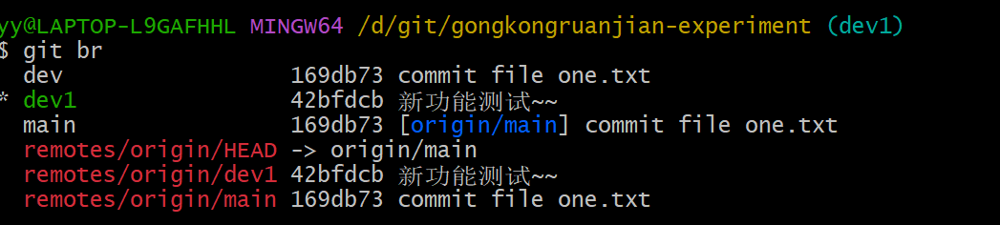 yy@LAPTOP-L9GAFHHL MINGW64 /d/git/gongkongruanjian-experiment (dev1)
$ git br
  dev                 169db73 commit file one.txt
* dev1                42bfdcb 新功能测试~~
  main                169db73 [origin/main] commit file one.txt
  remotes/origin/HEAD -> origin/main
  remotes/origin/dev1 42bfdcb 新功能测试~~
  remotes/origin/main 169db73 commit file one.txt